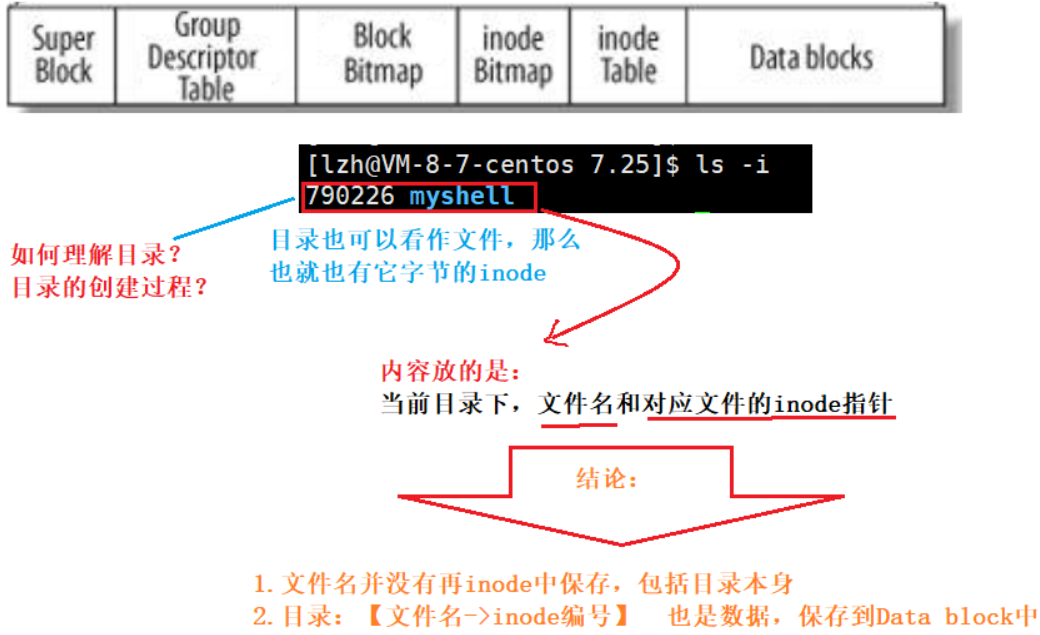 Super Block
Group Descriptor Table
Block Bitmap
inode Bitmap
inode Table
Data blocks
[lzh@VM-8-7-centos 7.25]$ ls -i
790226 myshell
如何理解目录？
目录的创建过程？
目录也可以看作文件，那么
也就也有它字节的inode
内容放的是：
当前目录下，文件名和对应文件的inode指针
结论：
1. 文件名并没有再inode中保存，包括目录本身
2. 目录：【文件名->inode编号】 也是数据，保存到Data block中